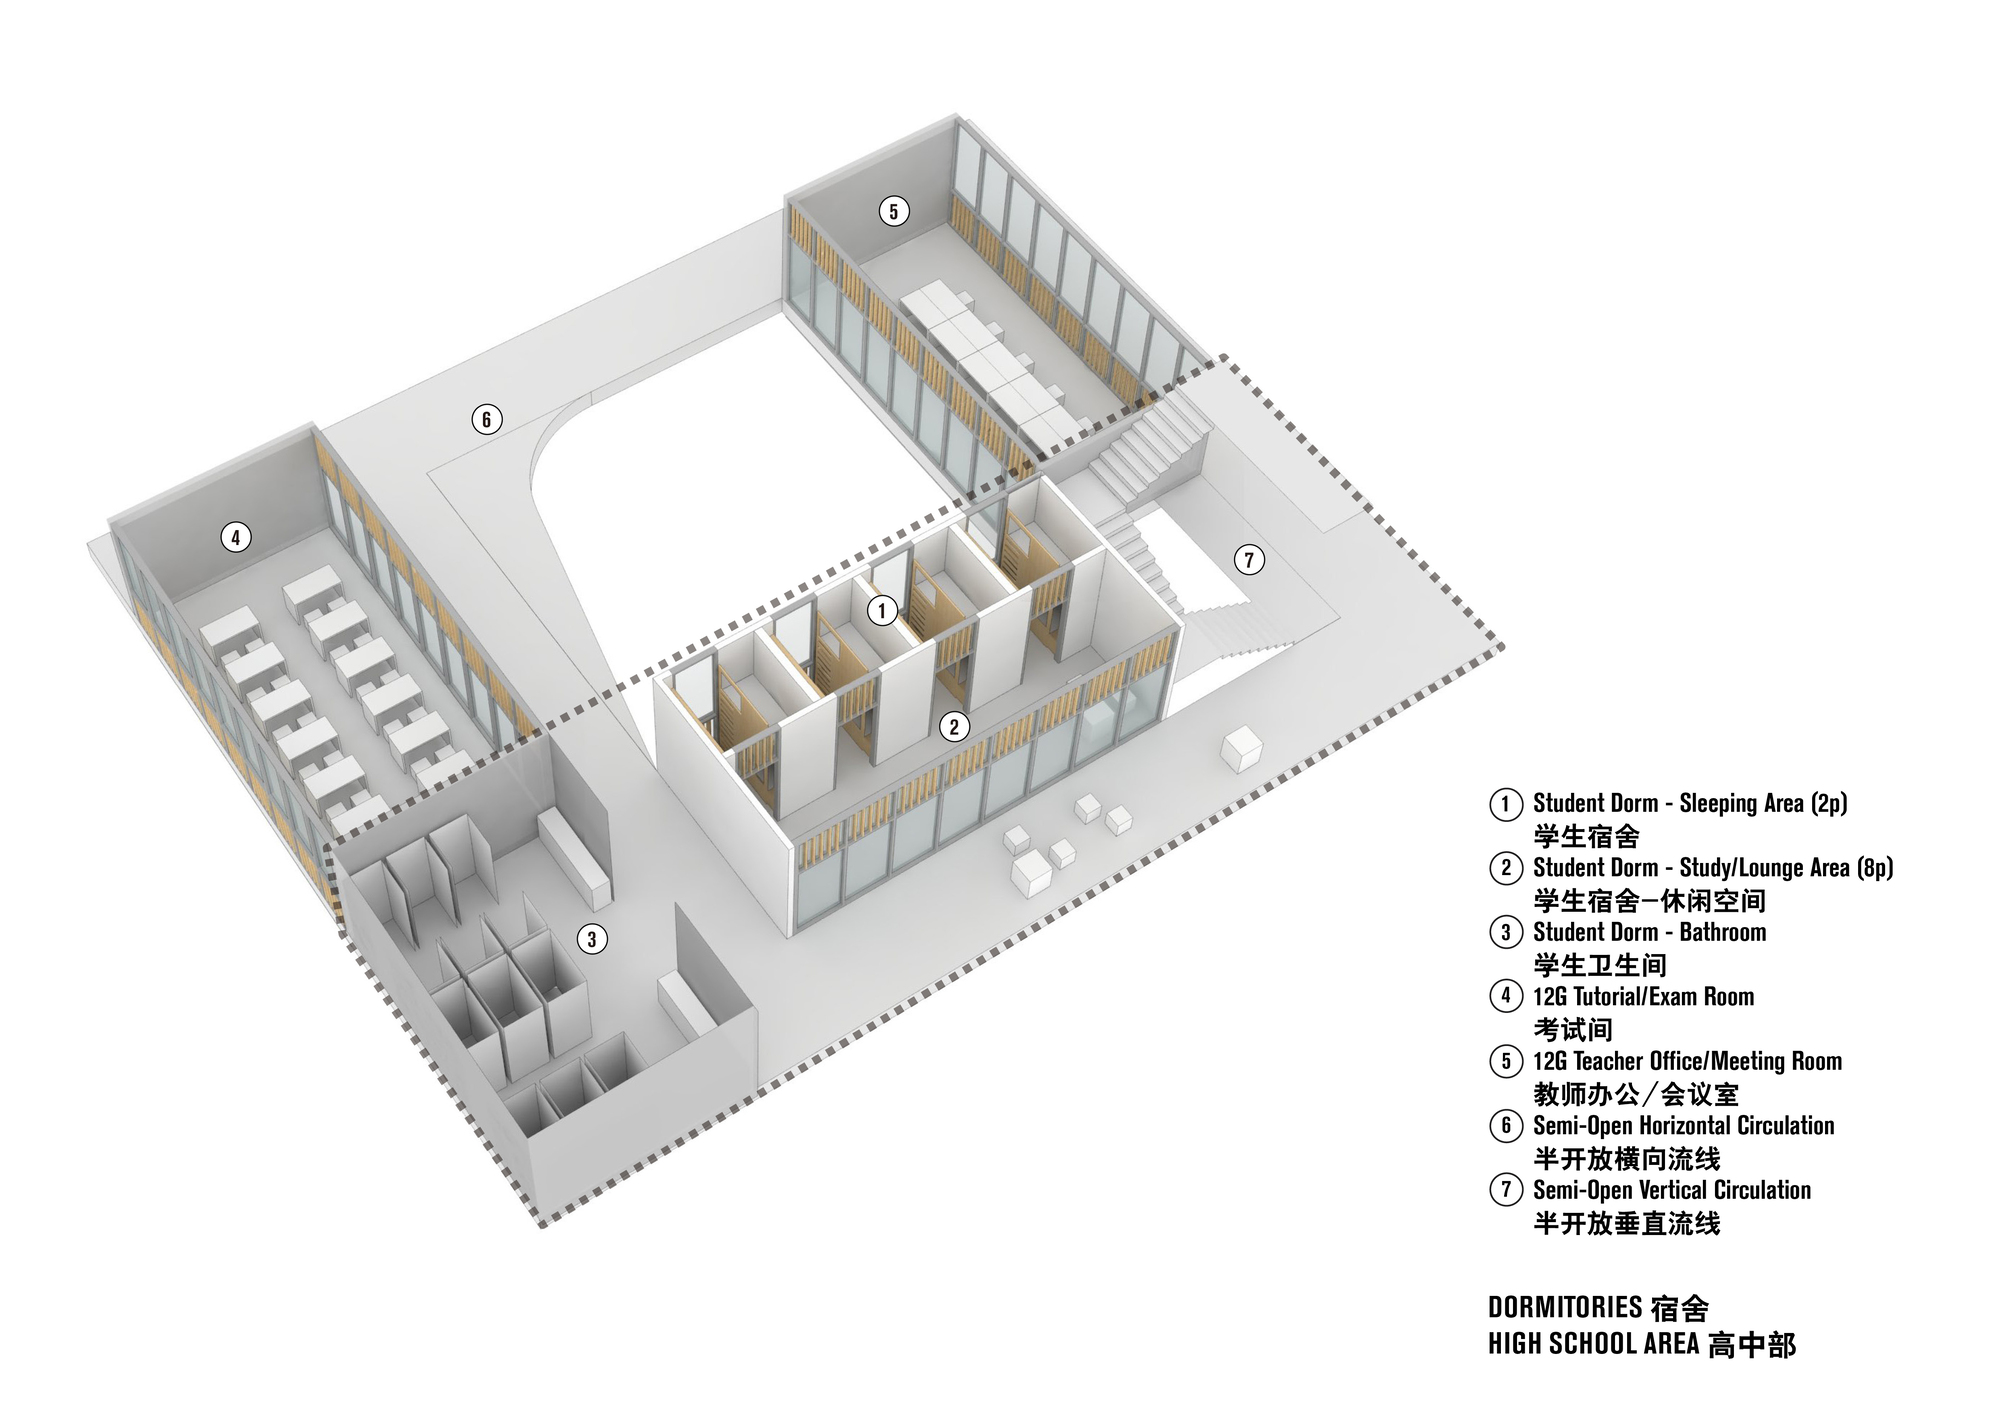 5
6
4
1
7
2
3
1 Student Dorm - Sleeping Area (2p)
学生宿舍
2 Student Dorm - Study/Lounge Area (8p)
学生宿舍-休闲空间
3 Student Dorm - Bathroom
学生卫生间
4 12G Tutorial/Exam Room
考试间
5 12G Teacher Office/Meeting Room
教师办公/会议室
6 Semi-Open Horizontal Circulation
半开放横向流线
7 Semi-Open Vertical Circulation
半开放垂直流线
DORMITORIES 宿舍
HIGH SCHOOL AREA 高中部